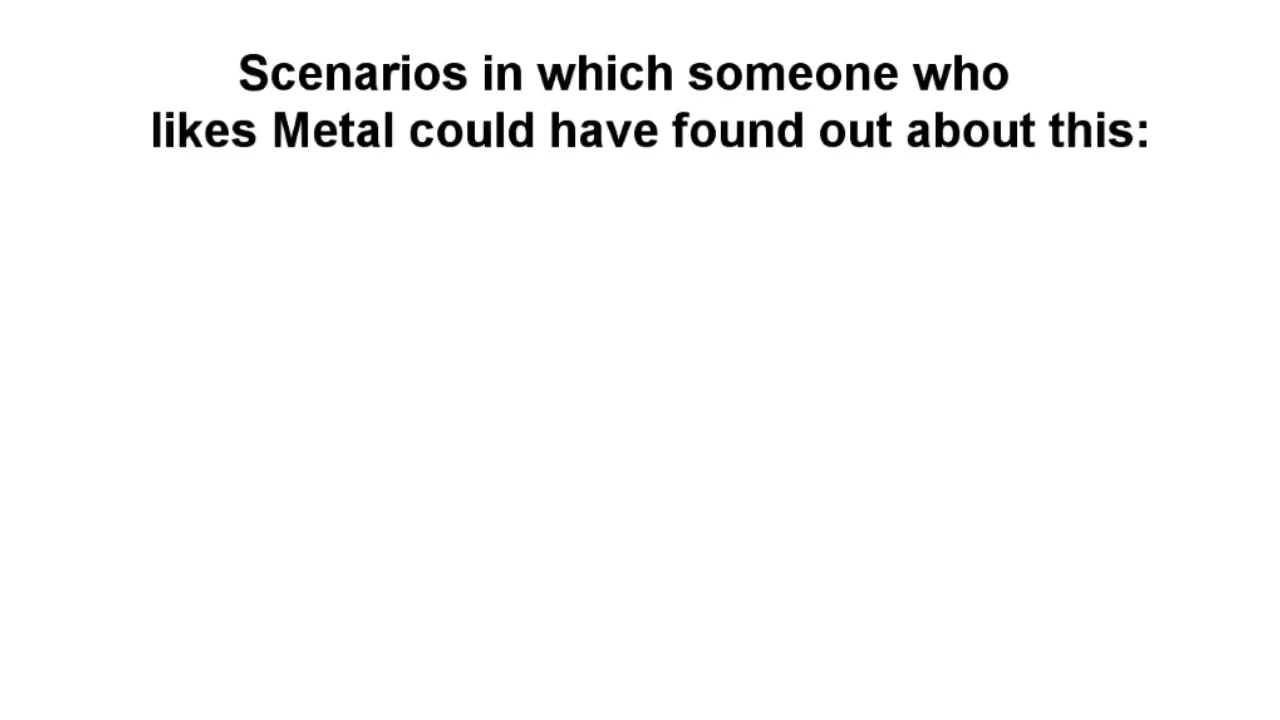 Scenarios in which someone who
likes Metal could have found out about this: